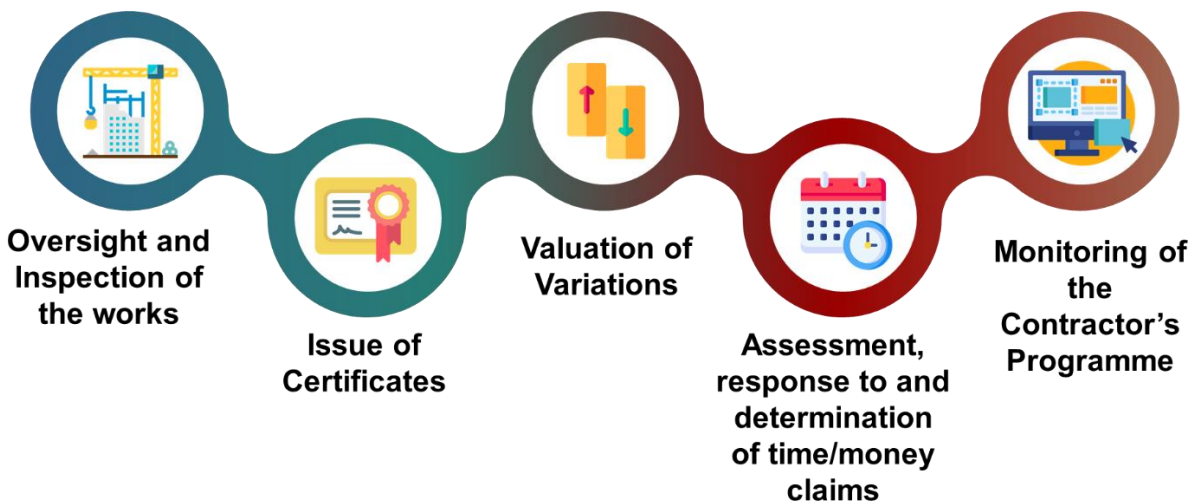 Oversight and
Inspection of
the works
Issue of
Certificates
Valuation of
Variations
Assessment,
response to and
determination
of time/money
claims
Monitoring of
the
Contractor’s
Programme